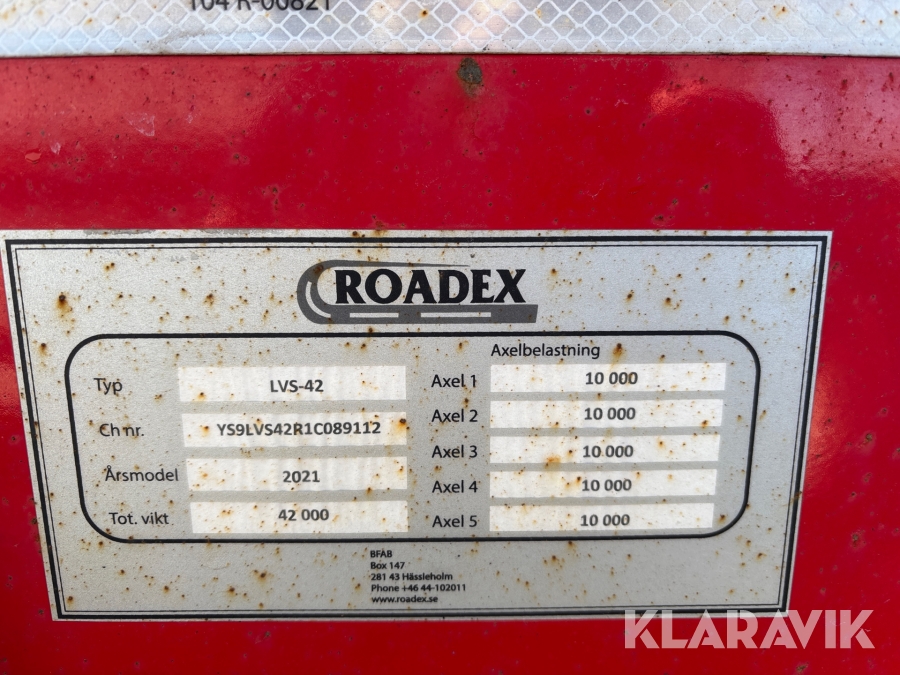 104 R-00821
ROADEX
Axelbelastning
Typ LVS-42 Axel 1 10 000
Ch nr. YS9LVS42R1C089112 Axel 2 10 000
Axel 3 10 000
Årsmodel 2021 Axel 4 10 000
Tot. vikt 42 000 Axel 5 10 000
BFAB
Box 147
281 43 Hässleholm
Phone +46 44-102011
www.roadex.se
KLARAVIK